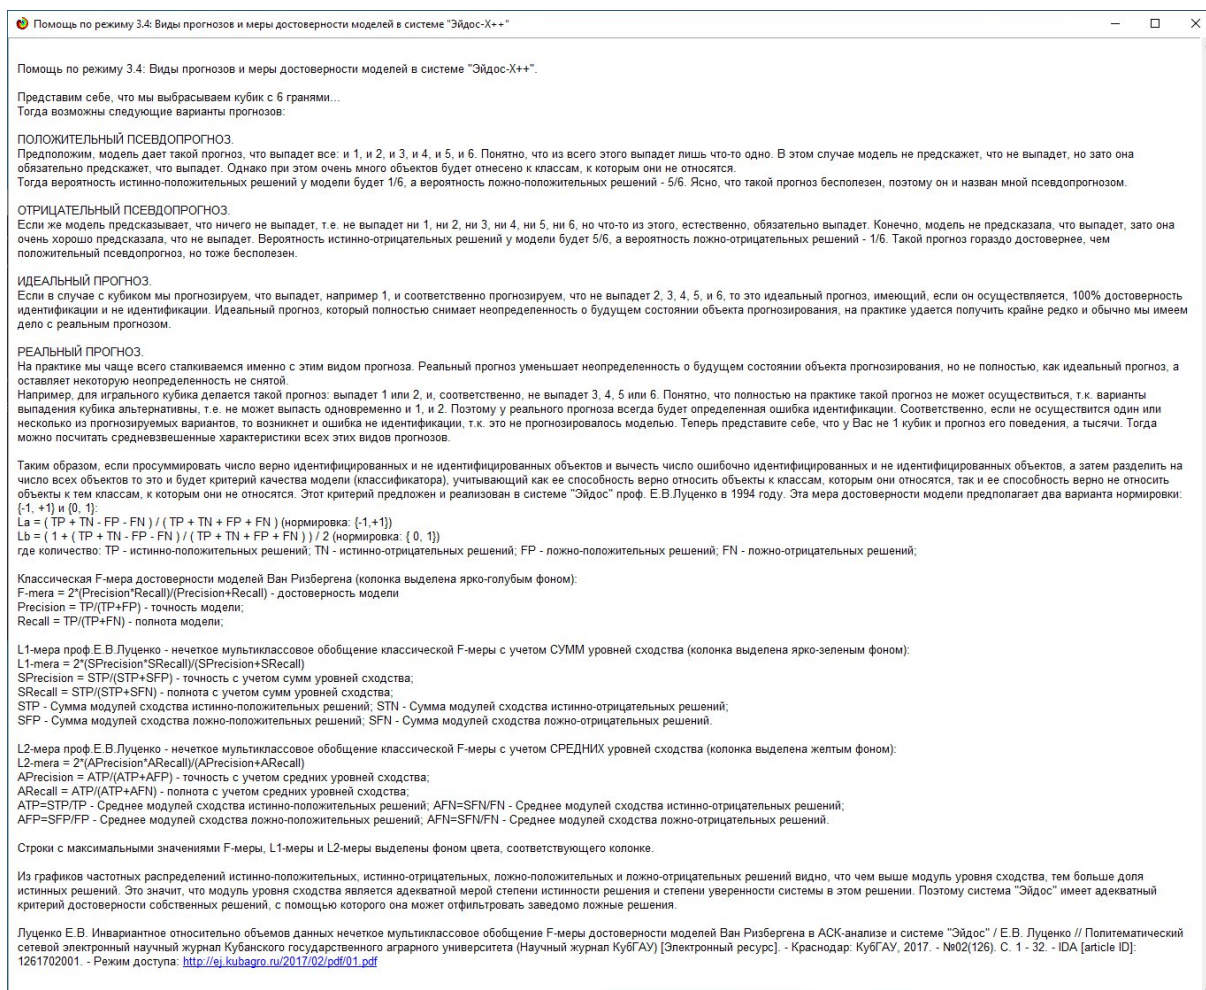 Помощь по режиму 3.4: Виды прогнозов и меры достоверности моделей в системе "Эйдос-Х++"
Помощь по режиму 3.4: Виды прогнозов и меры достоверности моделей в системе "Эйдос-Х++".
Представим себе, что мы выбрасываем кубик с 6 гранями...
Тогда возможны следующие варианты прогнозов:
ПОЛОЖИТЕЛЬНЫЙ ПСЕВДОПРОГНОЗ.
Предположим, модель дает такой прогноз, что выпадет все: и 1, и 2, и 3, и 4, и 5, и 6. Понятно, что из всего этого выпадет лишь что-то одно. В этом случае модель не предскажет, что не выпадет, но зато она
обязательно предскажет, что выпадет. Однако при этом очень много объектов будет отнесено к классам, к которым они не относятся.
Тогда вероятность истинно-положительных решений у модели будет 1/6, а вероятность ложно-положительных решений - 5/6. Ясно, что такой прогноз бесполезен, поэтому он и назван мной псевдопрогнозом.
ОТРИЦАТЕЛЬНЫЙ ПСЕВДОПРОГНОЗ.
Если же модель предсказывает, что ничего не выпадет, т.е. не выпадет ни 1, ни 2, ни 3, ни 4, ни 5, ни 6, но что-то из этого, естественно, обязательно выпадет. Конечно, модель не предсказала, что выпадет, зато она
очень хорошо предсказала, что не выпадет. Вероятность истинно-отрицательных решений у модели будет 5/6, а вероятность ложно-отрицательных решений - 1/6. Такой прогноз гораздо достовернее, чем
положительный псевдопрогноз, но тоже бесполезен.
ИДЕАЛЬНЫЙ ПРОГНОЗ.
Если в случае с кубиком мы прогнозируем, что выпадет, например 1, и соответственно прогнозируем, что не выпадет 2, 3, 4, 5, и 6, то это идеальный прогноз, имеющий, если он осуществляется, 100% достоверность
идентификации и не идентификации. Идеальный прогноз, который полностью снимает неопределенность о будущем состоянии объекта прогнозирования, на практике удается получить крайне редко и обычно мы имеем
дело с реальным прогнозом.
РЕАЛЬНЫЙ ПРОГНОЗ.
На практике мы чаще всего сталкиваемся именно с этим видом прогноза. Реальный прогноз уменьшает неопределенность о будущем состоянии объекта прогнозирования, но не полностью, как идеальный прогноз, а
оставляет некоторую неопределенность не снятой.
Например, для игрального кубика делается такой прогноз: выпадет 1 или 2, и, соответственно, не выпадет 3, 4, 5 или 6. Понятно, что полностью на практике такой прогноз не может осуществиться, т.к. варианты
выпадения кубика альтернативны, т.е. не может выпасть одновременно и 1, и 2. Поэтому у реального прогноза всегда будет определенная ошибка идентификации. Соответственно, если не осуществится один или
несколько из прогнозируемых вариантов, то возникнет и ошибка не идентификации, т.к. это не прогнозировалось моделью. Теперь представите себе, что у Вас не 1 кубик и прогноз его поведения, а тысячи. Тогда
можно посчитать средневзвешенные характеристики всех этих видов прогнозов.
Таким образом, если просуммировать число верно идентифицированных и не идентифицированных объектов и вычесть число ошибочно идентифицированных и не идентифицированных объектов, а затем разделить на
число всех объектов то это и будет критерий качества модели (классификатора), учитывающий как ее способность верно относить объекты к классам, которым они относятся, так и ее способность верно не относить
объекты к тем классам, к которым они не относятся. Этот критерий предложен и реализован в системе "Эйдос" проф. Е.В.Луценко в 1994 году. Эта мера достоверности модели предполагает два варианта нормировки:
{-1, +1} и {0, 1}:
La = ( TP + TN - FP - FN ) / ( TP + TN + FP + FN ) (нормировка: {-1,+1})
Lb = ( 1 + ( TP + TN - FP - FN ) / ( TP + TN + FP + FN ) ) / 2 (нормировка: { 0, 1})
где количество: TP - истинно-положительных решений; TN - истинно-отрицательных решений; FP - ложно-положительных решений; FN - ложно-отрицательных решений;
Классическая F-мера достоверности моделей Ван Ризбергена (колонка выделена ярко-голубым фоном):
F-mera = 2*(Precision*Recall)/(Precision+Recall) - достоверность модели
Precision = TP/(TP+FP) - точность модели;
Recall = TP/(TP+FN) - полнота модели;
L1-мера проф.Е.В.Луценко - нечеткое мультиклассовое обобщение классической F-меры с учетом СУММ уровней сходства (колонка выделена ярко-зеленым фоном):
L1-mera = 2*(SPrecision*SRecall)/(SPrecision+SRecall)
SPrecision = STP/(STP+SFP) - точность с учетом сумм уровней сходства;
SRecall = STP/(STP+SFN) - полнота с учетом сумм уровней сходства;
STP - Сумма модулей сходства истинно-положительных решений; STN - Сумма модулей сходства истинно-отрицательных решений;
SFP - Сумма модулей сходства ложно-положительных решений; SFN - Сумма модулей сходства ложно-отрицательных решений.
L2-мера проф.Е.В.Луценко - нечеткое мультиклассовое обобщение классической F-меры с учетом СРЕДНИХ уровней сходства (колонка выделена желтым фоном):
L2-mera = 2*(APrecision*ARecall)/(APrecision+ARecall)
APrecision = ATP/(ATP+AFP) - точность с учетом средних уровней сходства;
ARecall = ATP/(ATP+AFN) - полнота с учетом средних уровней сходства;
ATP=STP/TP - Среднее модулей сходства истинно-положительных решений; AFN=SFN/FN - Среднее модулей сходства истинно-отрицательных решений;
AFP=SFP/FP - Среднее модулей сходства ложно-положительных решений; AFN=SFN/FN - Среднее модулей сходства ложно-отрицательных решений.
Строки с максимальными значениями F-меры, L1-меры и L2-меры выделены фоном цвета, соответствующего колонке.
Из графиков частотных распределений истинно-положительных, истинно-отрицательных, ложно-положительных и ложно-отрицательных решений видно, что чем выше модуль уровня сходства, тем больше доля
истинных решений. Это значит, что модуль уровня сходства является адекватной мерой степени истинности решения и степени уверенности системы в этом решении. Поэтому система "Эйдос" имеет адекватный
критерий достоверности собственных решений, с помощью которого она может отфильтровать заведомо ложные решения.
Луценко Е.В. Инвариантное относительно объемов данных нечеткое мультиклассовое обобщение F-меры достоверности моделей Ван Ризбергена в АСК-анализе и системе "Эйдос" / Е.В. Луценко // Политематический
сетевой электронный научный журнал Кубанского государственного аграрного университета (Научный журнал КубГАУ) [Электронный ресурс]. - Краснодар: КубГАУ, 2017. - №02(126). С. 1 - 32. - IDA [article ID]:
1261702001. - Режим доступа: http://ej.kubagro.ru/2017/02/pdf/01.pdf